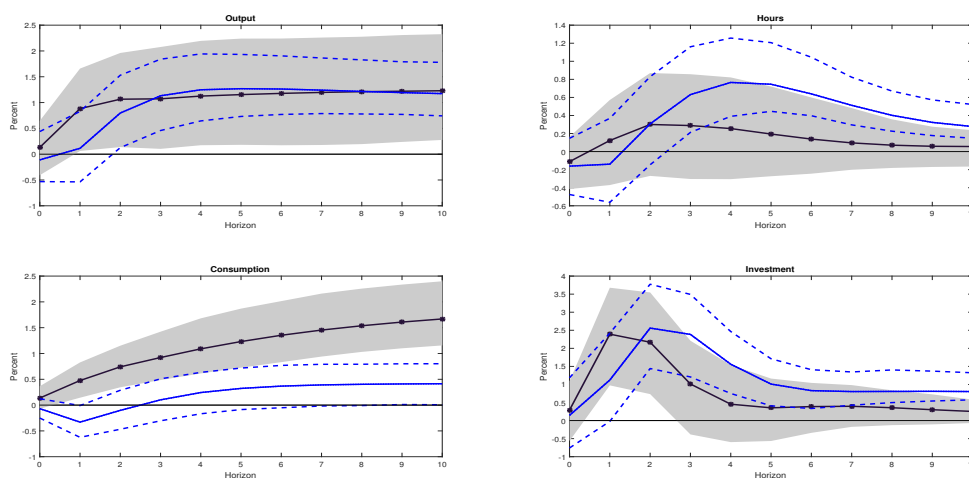 Output
2.5
2
1.5
1
0.5
0
-0.5
-1
Percent
0 1 2 3 4 5 6 7 8 9 10
Horizon
Hours
1.4
1.2
1
0.8
0.6
0.4
0.2
0
-0.2
-0.4
-0.6
Percent
0 1 2 3 4 5 6 7 8 9
Horizon
Consumption
2.5
2
1.5
1
0.5
0
-0.5
-1
Percent
0 1 2 3 4 5 6 7 8 9 10
Horizon
Investment
4
3.5
3
2.5
2
1.5
1
0.5
0
-0.5
-1
Percent
0 1 2 3 4 5 6 7 8 9
Horizon